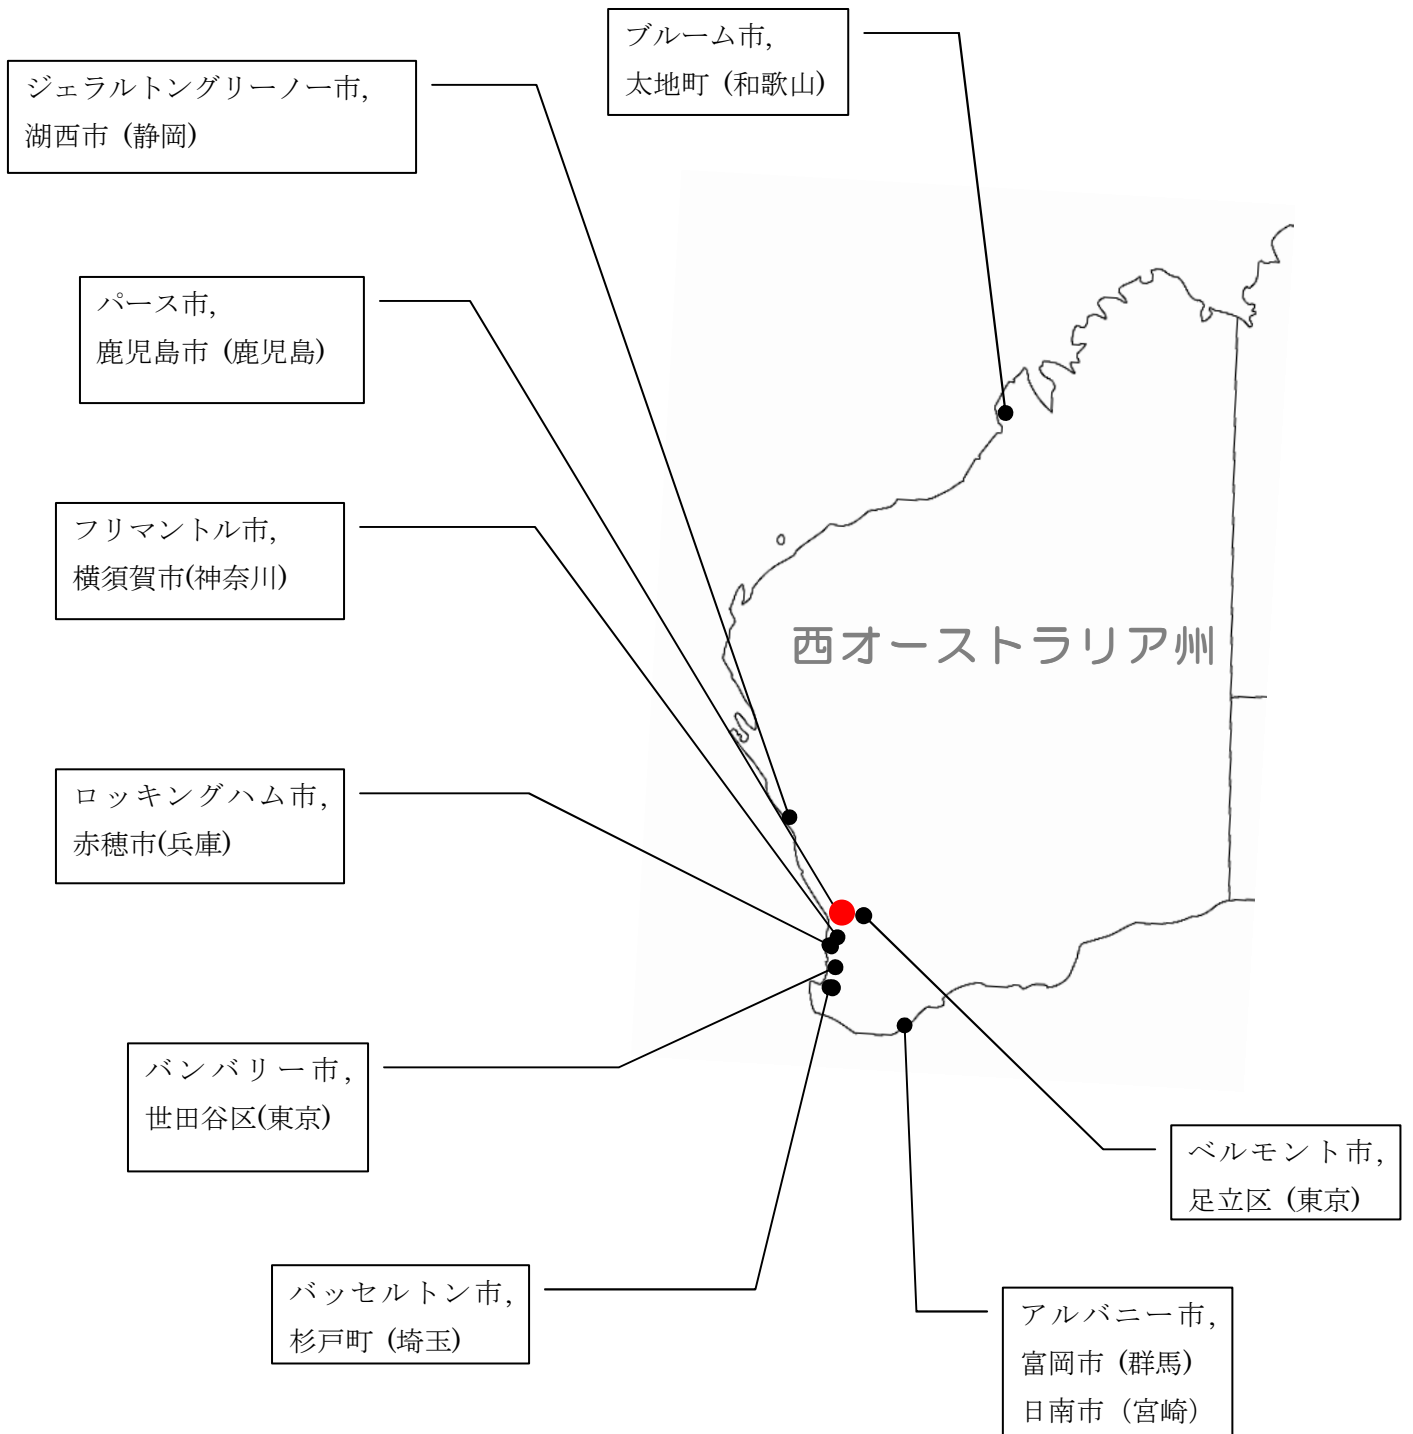 ブルーム市,
太地町 (和歌山)
ジェラルトングリーノー市,
湖西市 (静岡)
パース市,
鹿児島市 (鹿児島)
フリマントル市,
横須賀市(神奈川)
西オーストラリア州
ロッキングハム市,
赤穂市(兵庫)
バンバリー市,
世田谷区(東京)
ベルモント市,
足立区 (東京)
バッセルトン市,
杉戸町 (埼玉)
アルバニー市,
富岡市 (群馬)
日南市（宮崎）